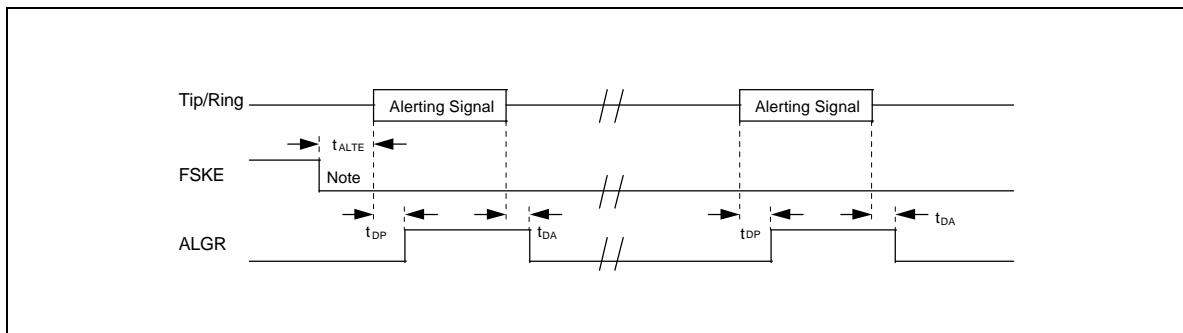 Tip/Ring
Alerting Signal
Alerting Signal
tALTE
FSKE
Note
tDP
tDA
tDP
tDA
ALGR